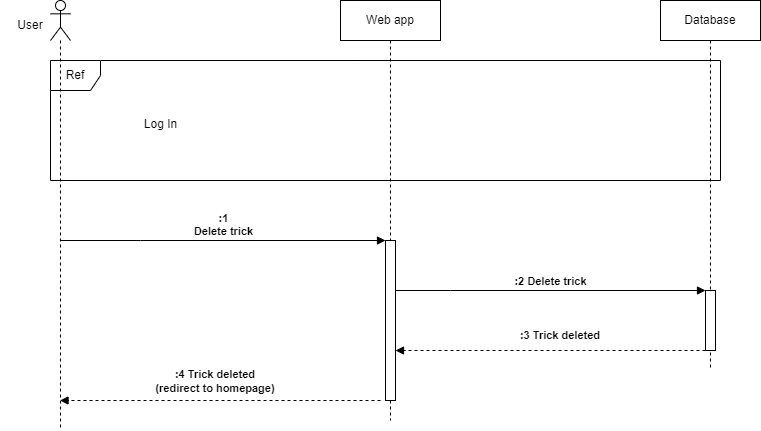 User
Web app
Database
Ref
Log In
:1
Delete trick
:2 Delete trick
:3 Trick deleted
:4 Trick deleted
(redirect to homepage)